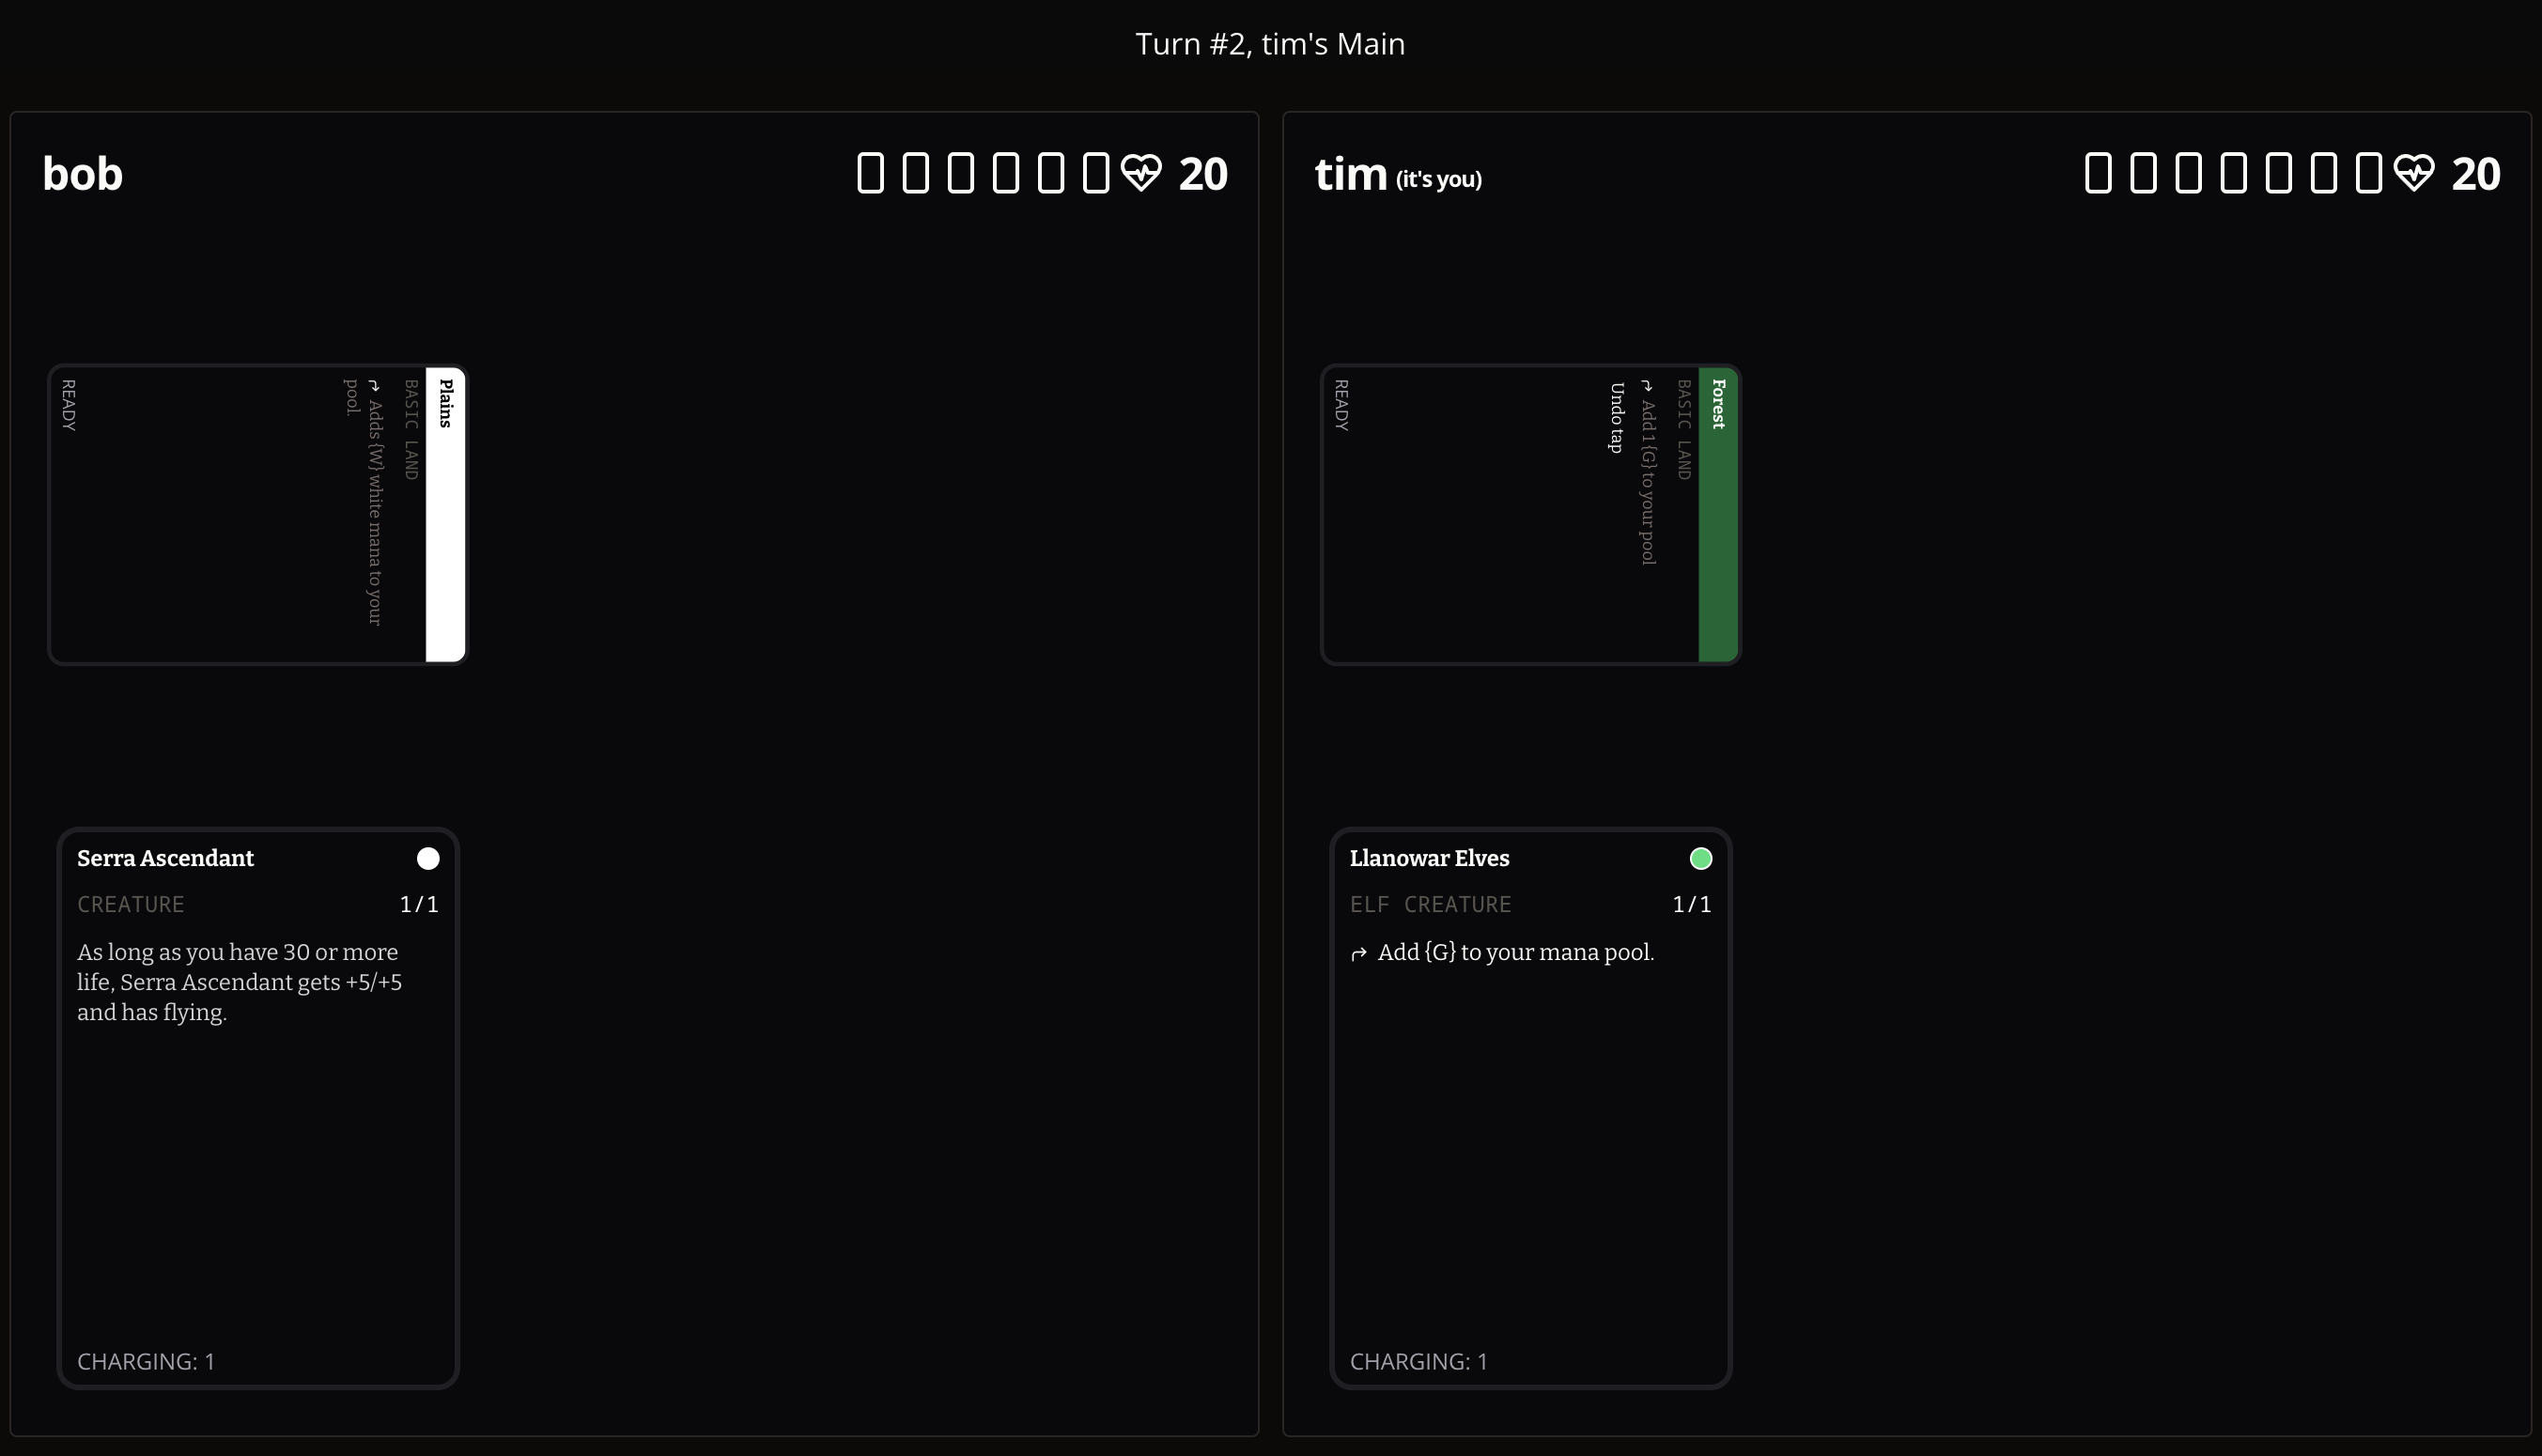 Turn #2, tim's Main
bob
20
Plains
BASIC LAND
Adds {W} white mana to your
pool.
READY
Serra Ascendant
CREATURE
1/1
As long as you have 30 or more
life, Serra Ascendant gets +5/+5
and has flying.
CHARGING: 1
tim (it's you)
20
Forest
BASIC LAND
Add 1 {G} to your pool
Undo tap
READY
Llanowar Elves
ELF CREATURE
1/1
Add {G} to your mana pool.
CHARGING: 1